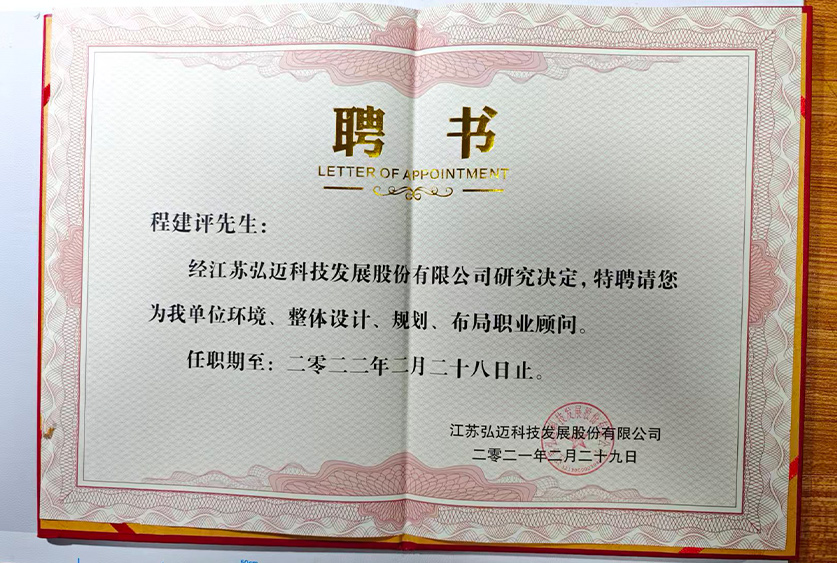 聘 书
LETTER OF APPOINTMENT
程建评先生：
经江苏弘迈科技发展股份有限公司研究决定，特聘请您
为我单位环境、整体设计、规划、布局职业顾问。
任职期至：二零二二年二月二十八日止。
江苏弘迈科技发展股份有限公司
二零二一年二月二十九日